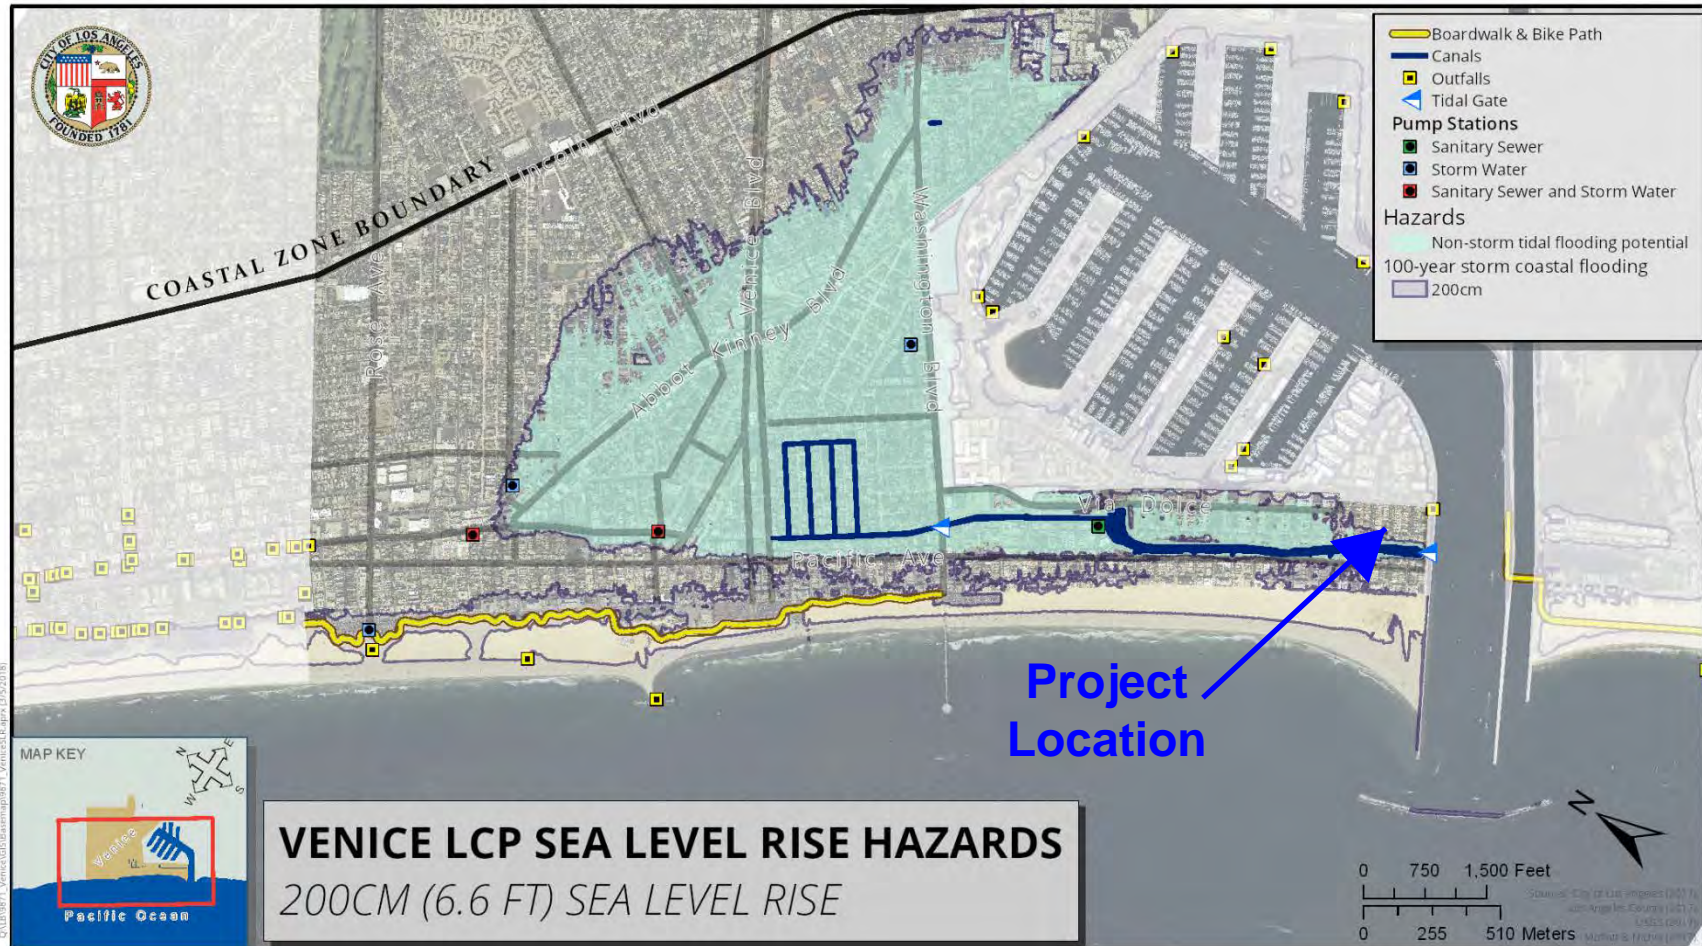 CITY OF LOS ANGELES
FOUNDED 1781
Boardwalk & Bike Path
Canals
Outfalls
Tidal Gate
Pump Stations
Sanitary Sewer
Storm Water
Sanitary Sewer and Storm Water
Hazards
Non-storm tidal flooding potential
100-year storm coastal flooding
200cm
COASTAL ZONE BOUNDARY
Lincoln Blvd
Rose Ave
Venice Blvd
Washington Blvd
Abbot Kinney Blvd
Via Dolce
Pacific Ave
Project
Location
MAP KEY
N
E
W
S
Venice
Pacific Ocean
VENICE LCP SEA LEVEL RISE HAZARDS
200CM (6.6 FT) SEA LEVEL RISE
N
0 750 1,500 Feet
0 255 510 Meters